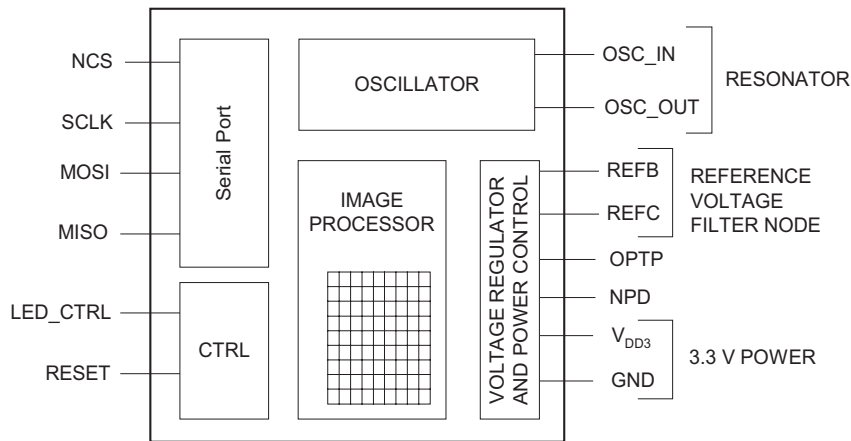 NCS
SCLK
MOSI
MISO
LED_CTRL
RESET
Serial Port
CTRL
OSCILLATOR
IMAGE
PROCESSOR
VOLTAGE REGULATOR
AND POWER CONTROL
OSC_IN
OSC_OUT
RESONATOR
REFB
REFC
REFERENCE
VOLTAGE
FILTER NODE
OPTP
NPD
VDD3
GND
3.3 V POWER